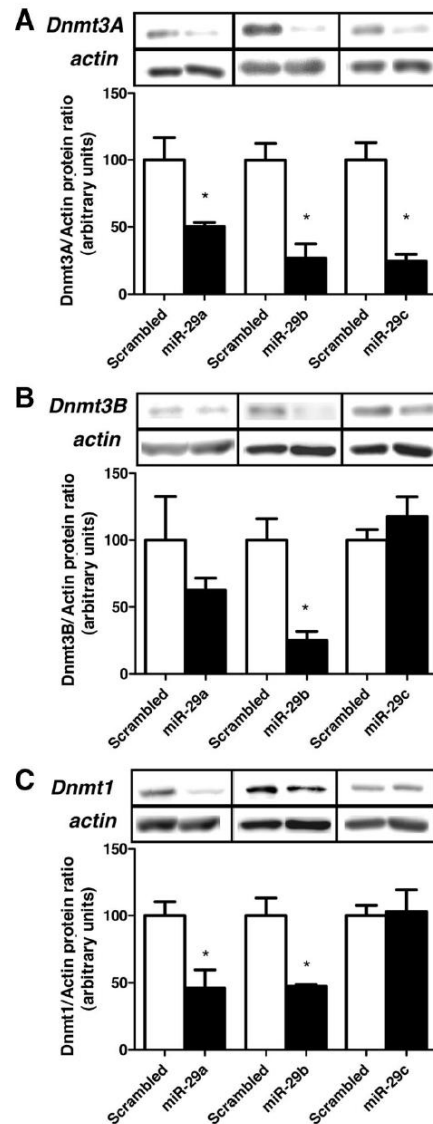 A
Dnmt3A
actin
Dnmt3A/Actin protein ratio
(arbitrary units)
150
100
50
0
Scrambled
miR-29a
Scrambled
miR-29b
Scrambled
miR-29c
*
*
*
B
Dnmt3B
actin
Dnmt3B/Actin protein ratio
(arbitrary units)
150
100
50
0
Scrambled
miR-29a
Scrambled
miR-29b
Scrambled
miR-29c
*
C
Dnmt1
actin
Dnmt1/Actin protein ratio
(arbitrary units)
150
100
50
0
Scrambled
miR-29a
Scrambled
miR-29b
Scrambled
miR-29c
*
*